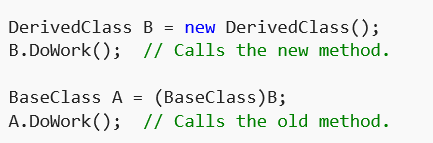 DerivedClass B = new DerivedClass();
B.DoWork();  // Calls the new method.
BaseClass A = (BaseClass)B;
A.DoWork();  // Calls the old method.